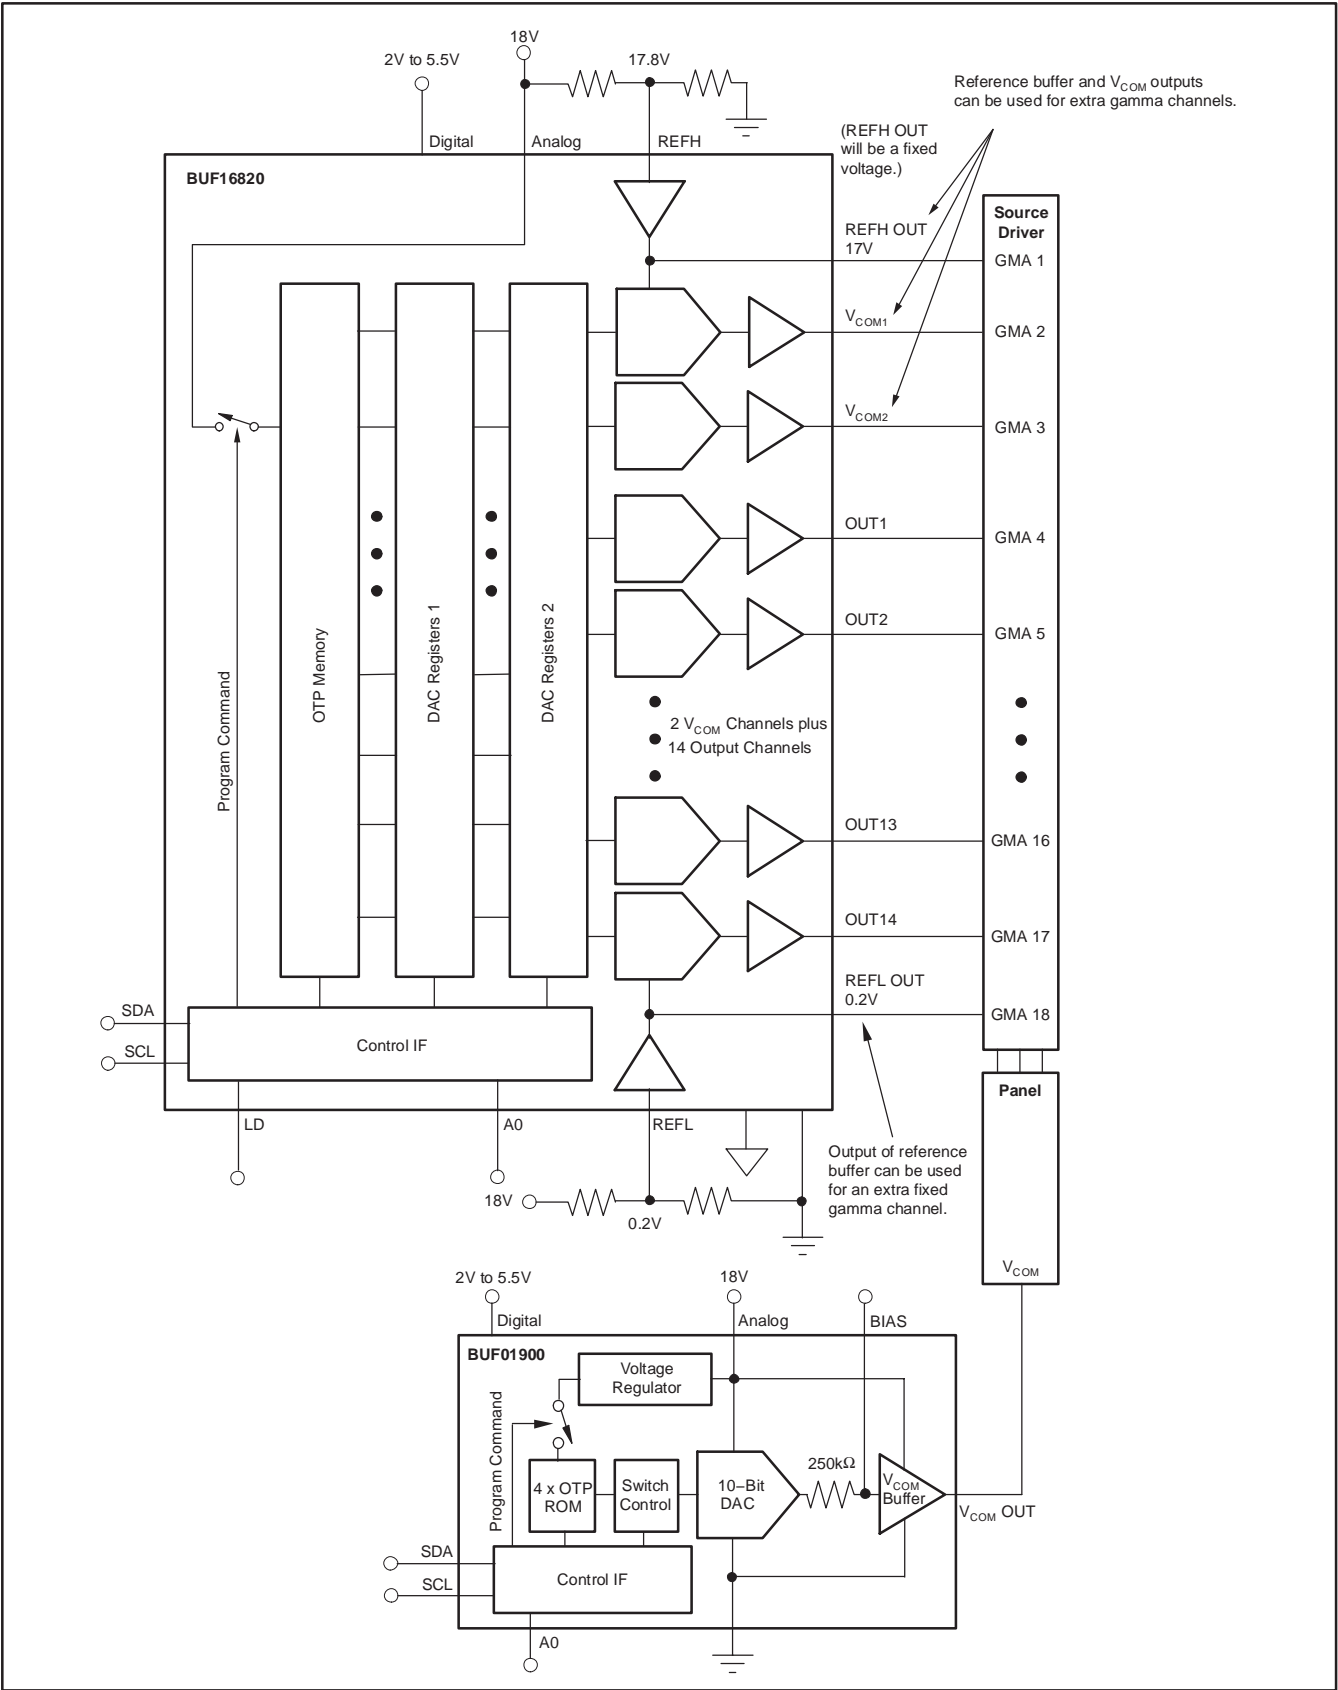 18V
2V to 5.5V
17.8V
Reference buffer and VCOM outputs
can be used for extra gamma channels.
Digital
Analog
REFH
(REFH OUT
will be a fixed
voltage.)
BUF16820
Source
Driver
REFH OUT
17V
GMA 1
VCOM1
GMA 2
VCOM2
GMA 3
OUT1
GMA 4
OUT2
GMA 5
Program Command
OTP Memory
DAC Registers 1
DAC Registers 2
2 VCOM Channels plus
14 Output Channels
OUT13
GMA 16
OUT14
GMA 17
REFL OUT
0.2V
GMA 18
SDA
SCL
Control IF
Panel
LD
A0
REFL
Output of reference
buffer can be used
for an extra fixed
gamma channel.
18V
0.2V
VCOM
2V to 5.5V
18V
Digital
Analog
BIAS
BUF01900
Voltage
Regulator
Program Command
250kΩ
4 x OTP
ROM
Switch
Control
10−Bit
DAC
VCOM
Buffer
VCOM OUT
SDA
SCL
Control IF
A0